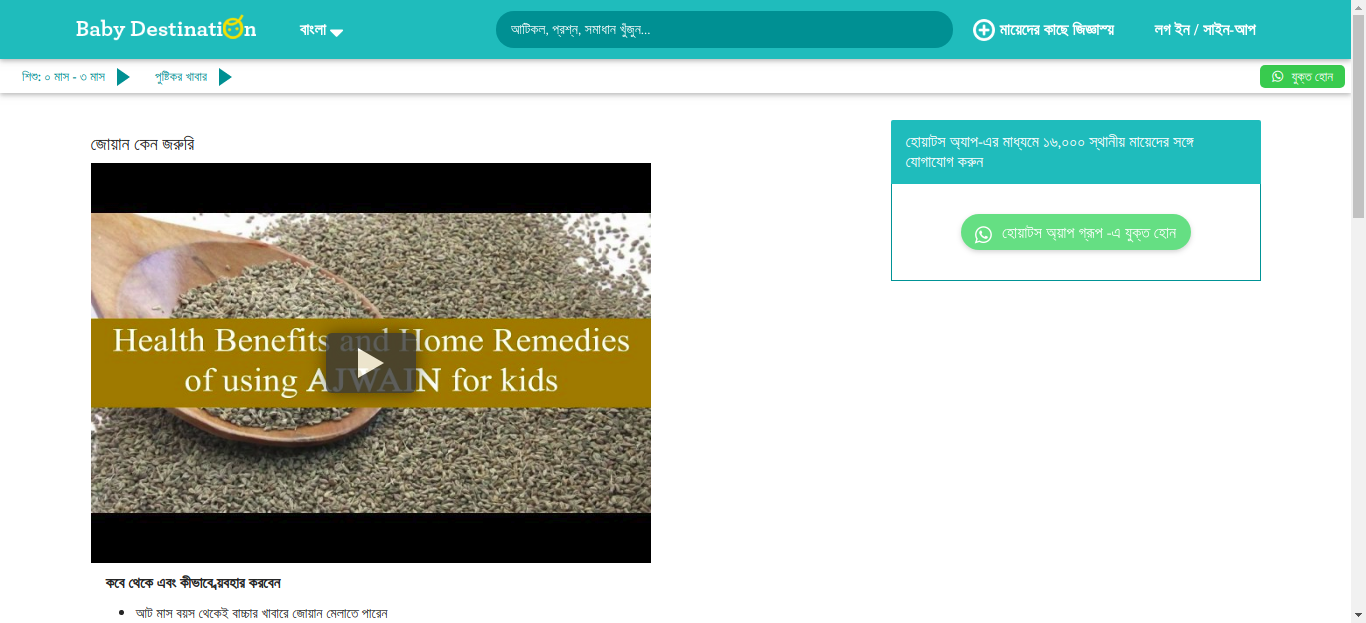 Baby Destination
বাংলা
আটিকল, প্রশ্ন, সমাধান খুঁজুন...
মায়েদের কাছে জিজ্ঞাস্য
লগ ইন / সাইন-আপ
শিশু: ০ মাস - ৩ মাস
পুষ্টিকর খাবার
যুক্ত হোন
জোয়ান কেন জরুরি
Health Benefits and Home Remedies
of using AJWAIN for kids
কবে থেকে এবং কীভাবে ব্যবহার করবেন
আট মাস বয়স থেকেই বাচ্চার খাবারে জোয়ান মেলাতে পারেন
হোয়াটস অ্যাপ-এর মাধ্যমে ১৬,০০০ স্থানীয় মায়েদের সঙ্গে
যোগাযোগ করুন
হোয়াটস অ্যাপ গ্রূপ -এ যুক্ত হোন